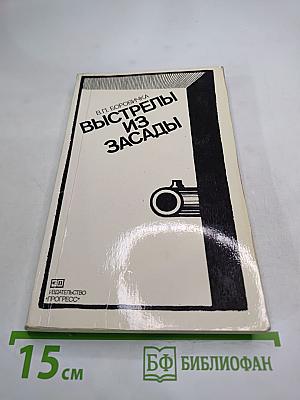 В.П. БОРОВИЧКА
ВЫСТРЕЛЫ
ИЗ
ЗАСАДЫ
ИЗДАТЕЛЬСТВО
«ПРОГРЕСС»
15 см
БФ БИБЛИОФАН